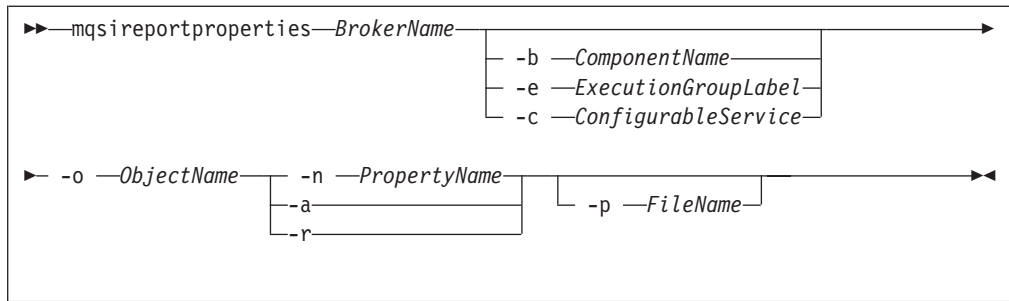 mqsireportproperties BrokerName
-b ComponentName
-e ExecutionGroupLabel
-c ConfigurableService
-o ObjectName -n PropertyName
-a
-p FileName
-r